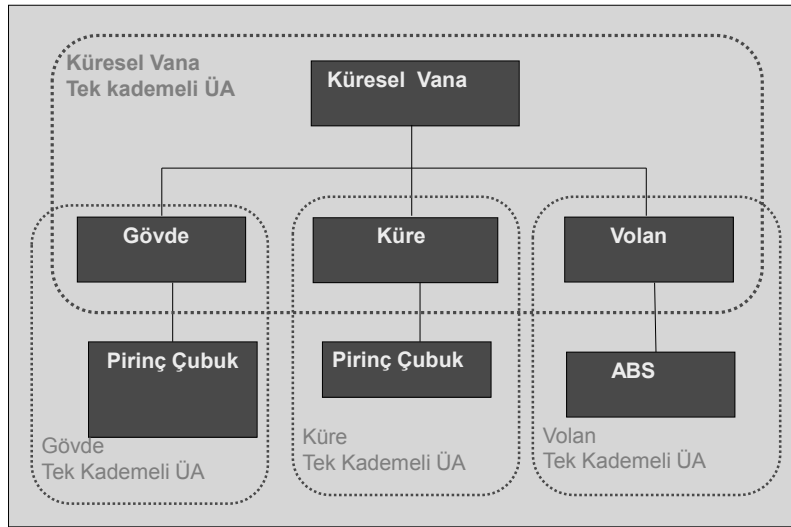 Küresel Vana
Tek kademeli ÜA
Küresel Vana
Gövde
Küre
Volan
Pirinç Çubuk
Pirinç Çubuk
ABS
Gövde
Tek Kademeli ÜA
Küre
Tek Kademeli ÜA
Volan
Tek Kademeli ÜA